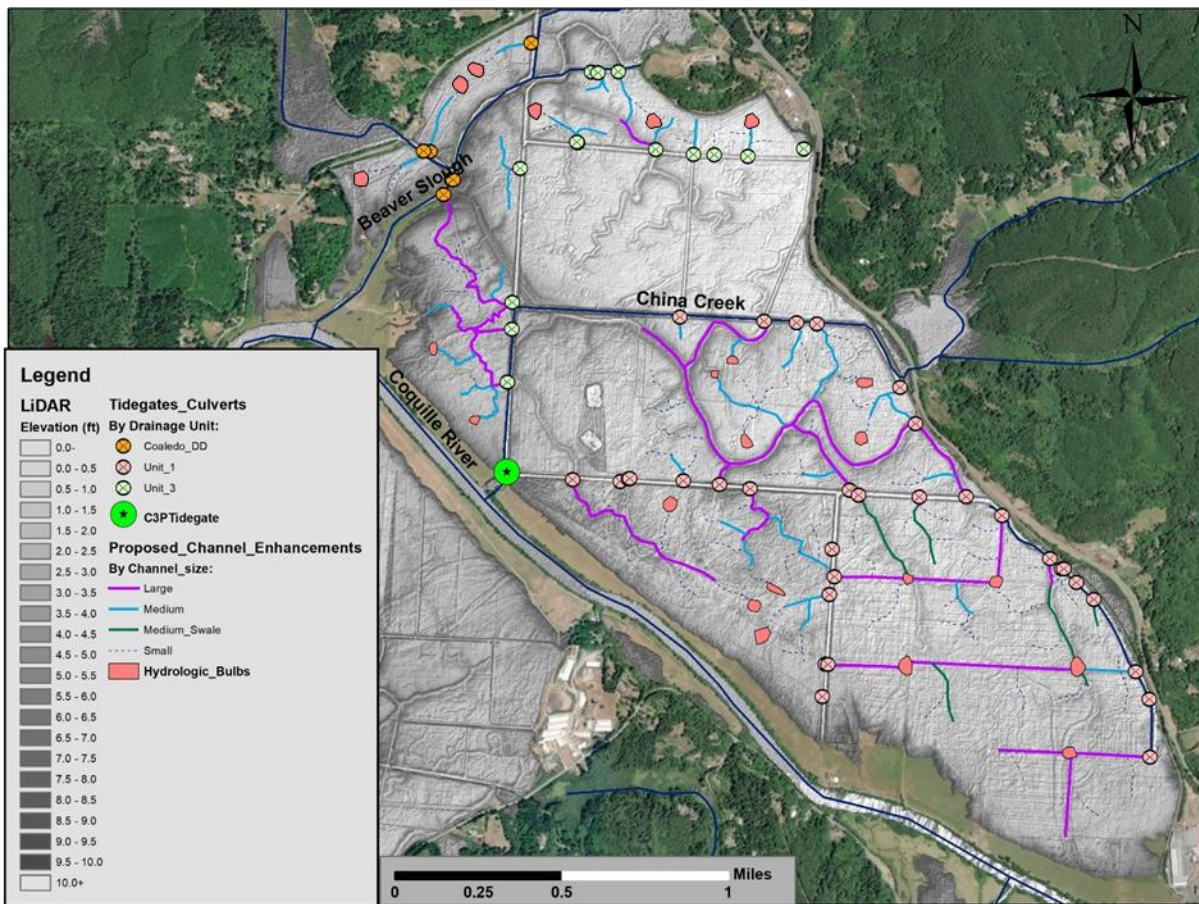 N
Beaver Slough
China Creek
Coquille River
Legend
LiDAR
Elevation (ft)
0.0-
0.0 - 0.5
0.5 - 1.0
1.0 - 1.5
1.5 - 2.0
2.0 - 2.5
2.5 - 3.0
3.0 - 3.5
3.5 - 4.0
4.0 - 4.5
4.5 - 5.0
5.0 - 5.5
5.5 - 6.0
6.0 - 6.5
6.5 - 7.0
7.0 - 7.5
7.5 - 8.0
8.0 - 8.5
8.5 - 9.0
9.0 - 9.5
9.5 - 10.0
10.0+
Tidegates_Culverts
By Drainage Unit:
Coaledo_DD
Unit_1
Unit_3
C3PTidegate
Proposed_Channel_Enhancements
By Channel_size:
Large
Medium
Medium_Swale
Small
Hydrologic_Bulbs
Miles
0 0.25 0.5 1